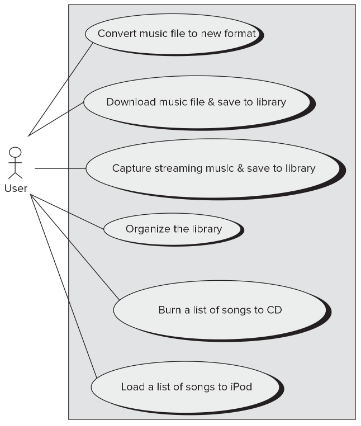 Convert music file to new format
Download music file & save to library
Capture streaming music & save to library
User
Organize the library
Burn a list of songs to CD
Load a list of songs to iPod